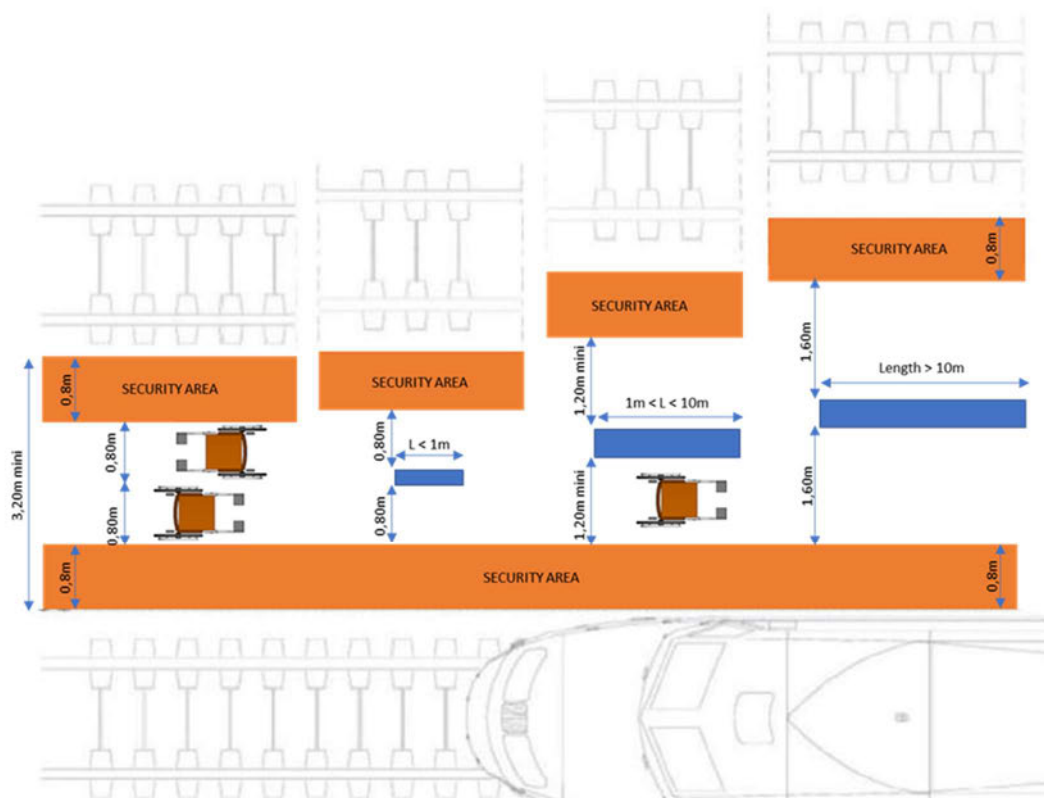 SECURITY AREA
0,8m
1,60m
Length > 10m
1,60m
SECURITY AREA
1,20m mini
1m < L < 10m
1,20m mini
SECURITY AREA
0,80m
L < 1m
0,80m
SECURITY AREA
0,8m
3,20m mini
0,80m
0,80m
0,8m
SECURITY AREA
0,8m